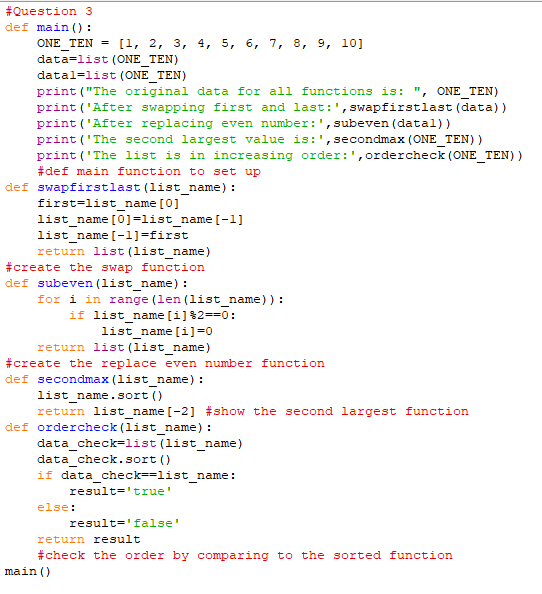 #Question 3
def main():
    ONE_TEN = [1, 2, 3, 4, 5, 6, 7, 8, 9, 10]
    data=list(ONE_TEN)
    data1=list(ONE_TEN)
    print("The original data for all functions is: ", ONE_TEN)
    print('After swapping first and last:',swapfirstlast(data))
    print('After replacing even number:',subeven(data1))
    print('The second largest value is:',secondmax(ONE_TEN))
    print('The list is in increasing order:',ordercheck(ONE_TEN))
    #def main function to set up
def swapfirstlast(list_name):
    first=list_name[0]
    list_name[0]=list_name[-1]
    list_name[-1]=first
    return list(list_name)
#create the swap function
def subeven(list_name):
    for i in range(len(list_name)):
        if list_name[i]%2==0:
            list_name[i]=0
    return list(list_name)
#create the replace even number function
def secondmax(list_name):
    list_name.sort()
    return list_name[-2] #show the second largest function
def ordercheck(list_name):
    data_check=list(list_name)
    data_check.sort()
    if data_check==list_name:
        result='true'
    else:
        result='false'
    return result
    #check the order by comparing to the sorted function
main()